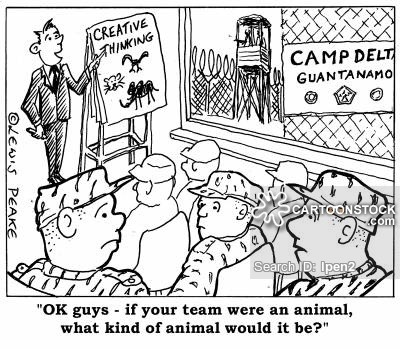 CREATIVE
THINKING
CAMP DELTA
GUANTANAMO
©LEWIS PEAKE
CARTOONSTOCK
.com
Search ID: lpen2
"OK guys - if your team were an animal,
what kind of animal would it be?"